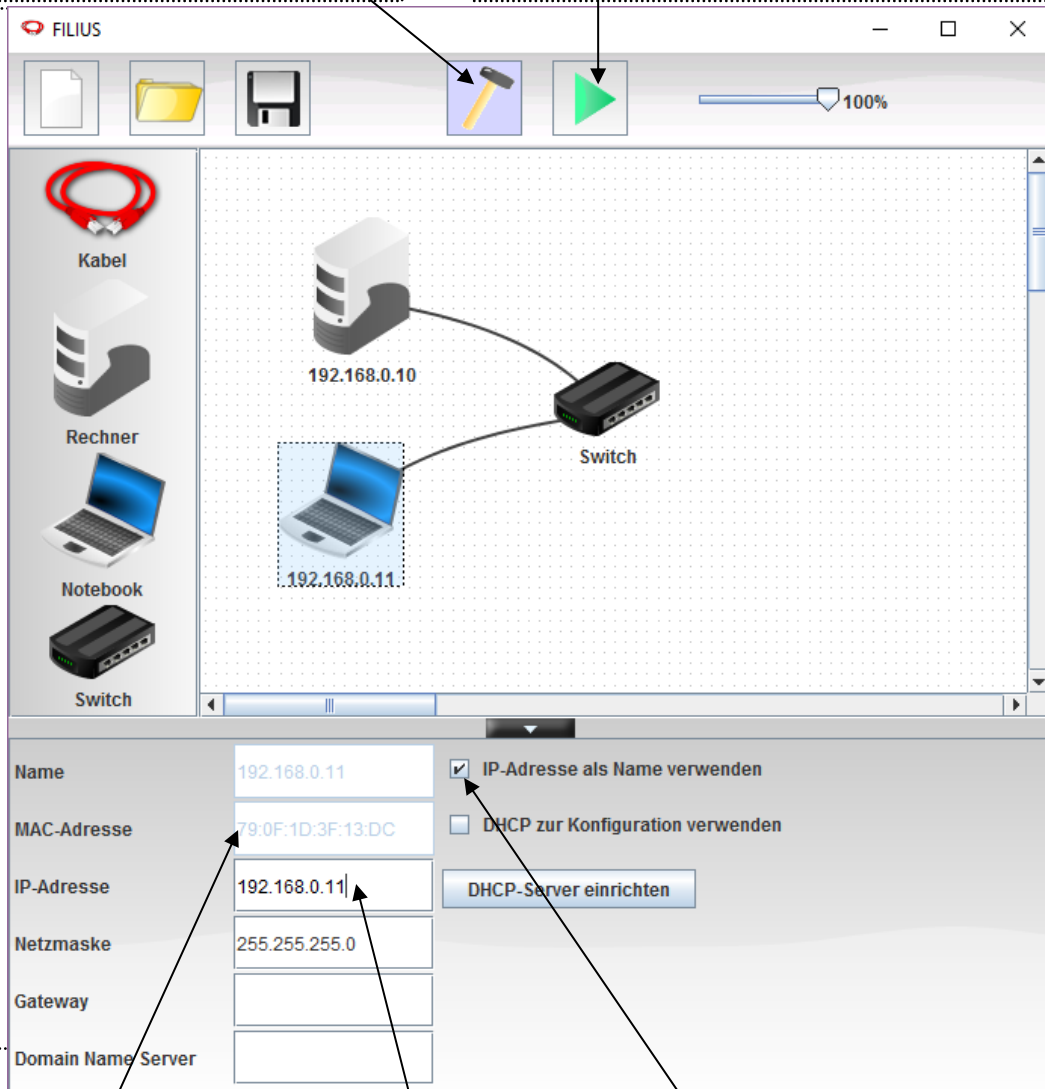 FILIUS
100%
Kabel
Rechner
Notebook
Switch
192.168.0.10
Switch
192.168.0.11
Name
192.168.0.11
IP-Adresse als Name verwenden
MAC-Adresse
79:0F:1D:3F:13:DC
DHCP zur Konfiguration verwenden
IP-Adresse
192.168.0.11
DHCP-Server einrichten
Netzmaske
255.255.255.0
Gateway
Domain Name Server